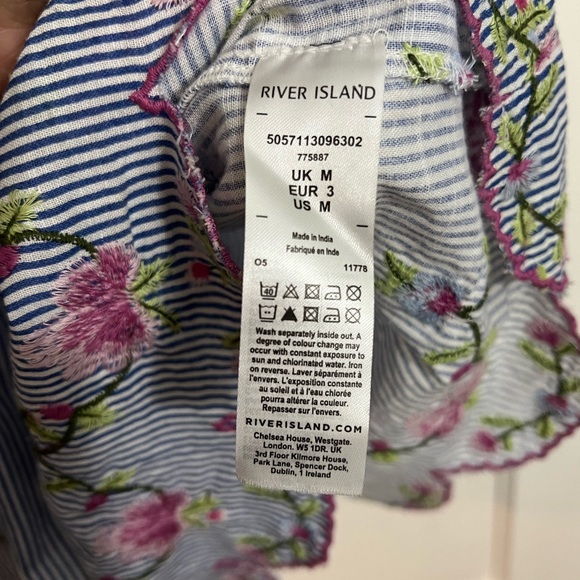 RIVER ISLAND
5057113096302
775887
UK M
EUR 3
US M
Made in India
Fabriqué en Inde
O5 11778
40
Wash separately inside out. A
degree of colour change may
occur with constant exposure to
sun and chlorinated water. Iron
on reverse. Laver séparément à
l'envers. L'exposition constante
au soleil et à l'eau chlorée
pourra altérer la couleur.
Repasser sur l'envers.
RIVERISLAND.COM
Chelsea House, Westgate.
London. W5 1DR. UK
3rd Floor Kilmore House,
Park Lane, Spencer Dock,
Dublin, 1 Ireland